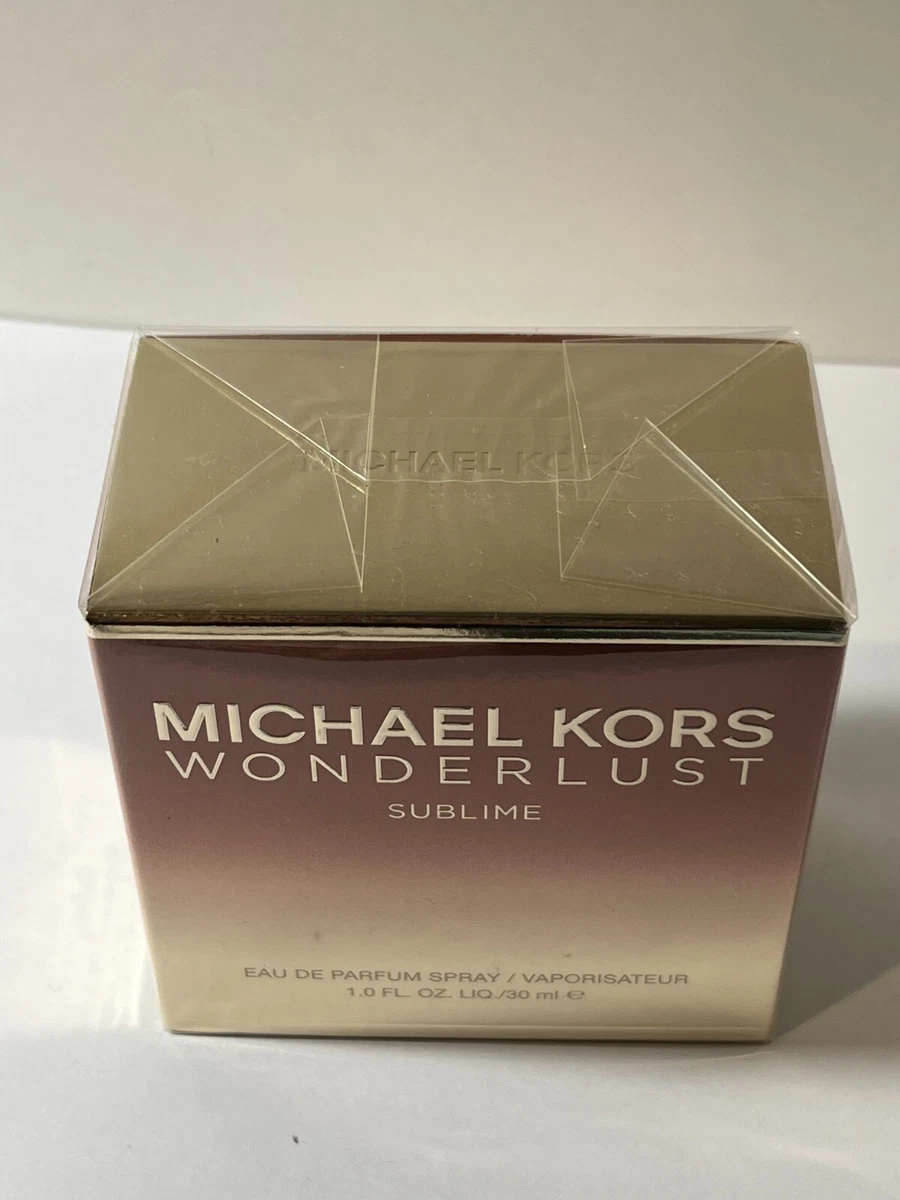 MICHAEL KORS
MICHAEL KORS
WONDERLUST
SUBLIME
EAU DE PARFUM SPRAY / VAPORISATEUR
1.0 FL. OZ. LIQ./30 ml ℮